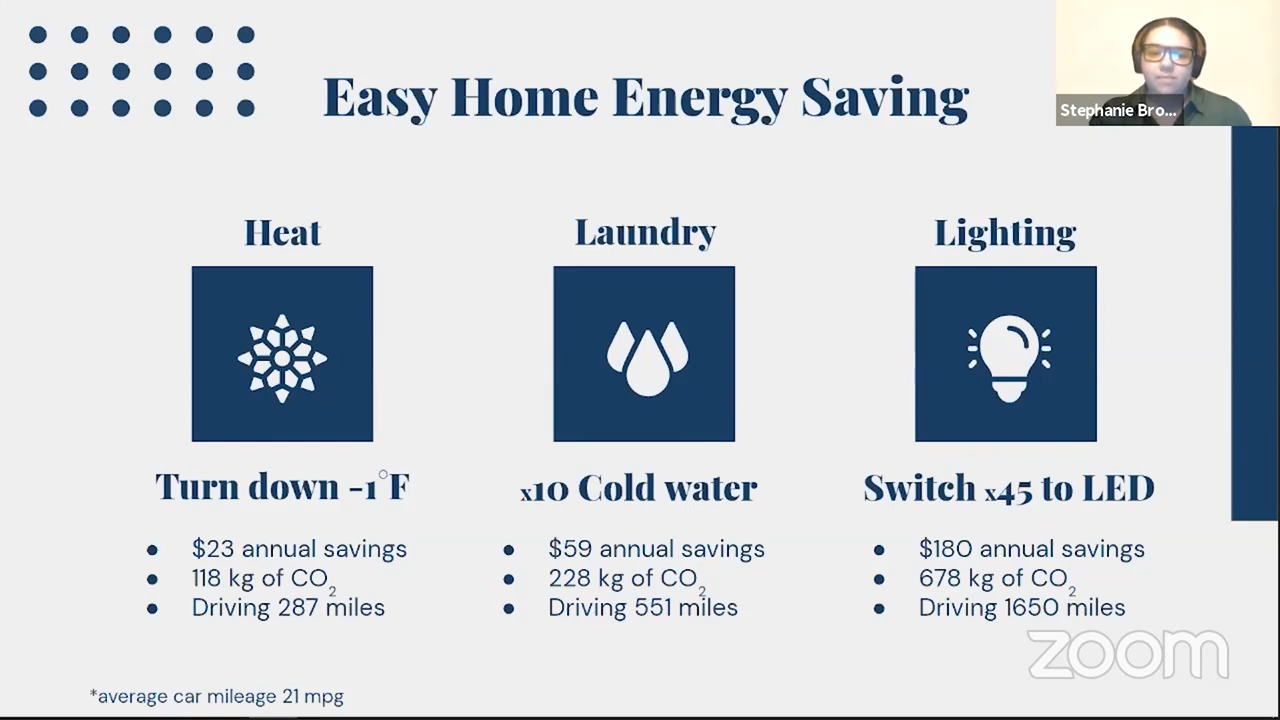 Easy Home Energy Saving
Stephanie Bro...
Heat
Laundry
Lighting
Turn down -1°F
x10 Cold water
Switch x45 to LED
• $23 annual savings
• 118 kg of CO2
• Driving 287 miles
• $59 annual savings
• 228 kg of CO2
• Driving 551 miles
• $180 annual savings
• 678 kg of CO2
• Driving 1650 miles
zoom
*average car mileage 21 mpg